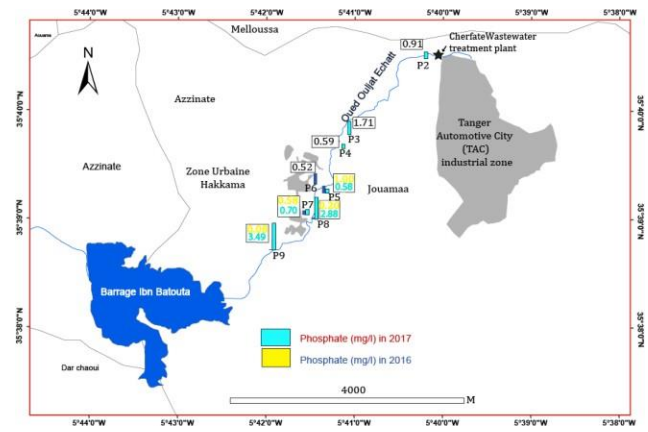 5°44'0"W 5°43'0"W 5°42'0"W 5°41'0"W 5°40'0"W 5°39'0"W 5°38'0"W
Melloussa
N
CherfateWastewater
treatment plant
0.91
P2
Azzinate
Oued Ouljat Echatt
35°40'0"N
35°40'0"N
1.71
P3
0.59
P4
Tanger
Automotive City
(TAC)
industrial zone
Azzinate
Zone Urbaine
Hakkama
0.52
P6
0.58
P5
Jouamaa
0.70
P7
2.88
P8
35°39'0"N
35°39'0"N
3.49
P9
Barrage Ibn Batouta
35°38'0"N
35°38'0"N
Phosphate (mg/l) in 2017
Phosphate (mg/l) in 2016
Dar chaoui
4000
M
5°44'0"W 5°43'0"W 5°42'0"W 5°41'0"W 5°40'0"W 5°39'0"W 5°38'0"W